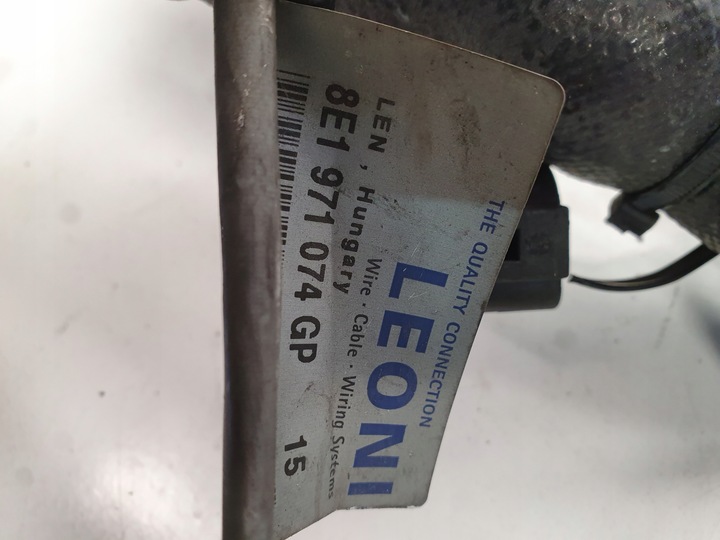 THE QUALITY CONNECTION
LEONI
Wire · Cable · Wiring Systems
LEN , Hungary
8E1 971 074 GP 15